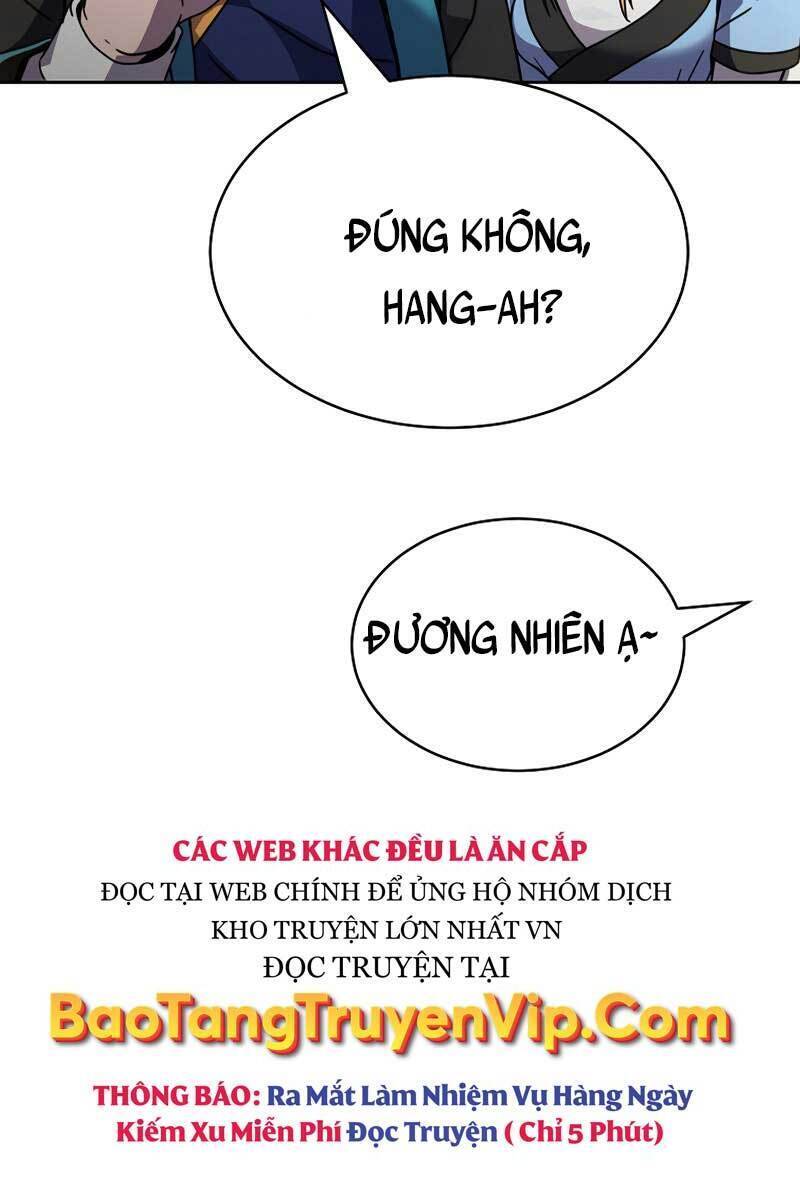 ĐÚNG KHÔNG,
HANG-AH?
ĐƯƠNG NHIÊN Ạ~
CÁC WEB KHÁC ĐỀU LÀ ĂN CẮP
ĐỌC TẠI WEB CHÍNH ĐỂ ỦNG HỘ NHÓM DỊCH
KHO TRUYỆN LỚN NHẤT VN
ĐỌC TRUYỆN TẠI
BaoTangTruyenVip.Com
THÔNG BÁO: Ra Mắt Làm Nhiệm Vụ Hàng Ngày
Kiếm Xu Miễn Phí Đọc Truyện ( Chỉ 5 Phút)